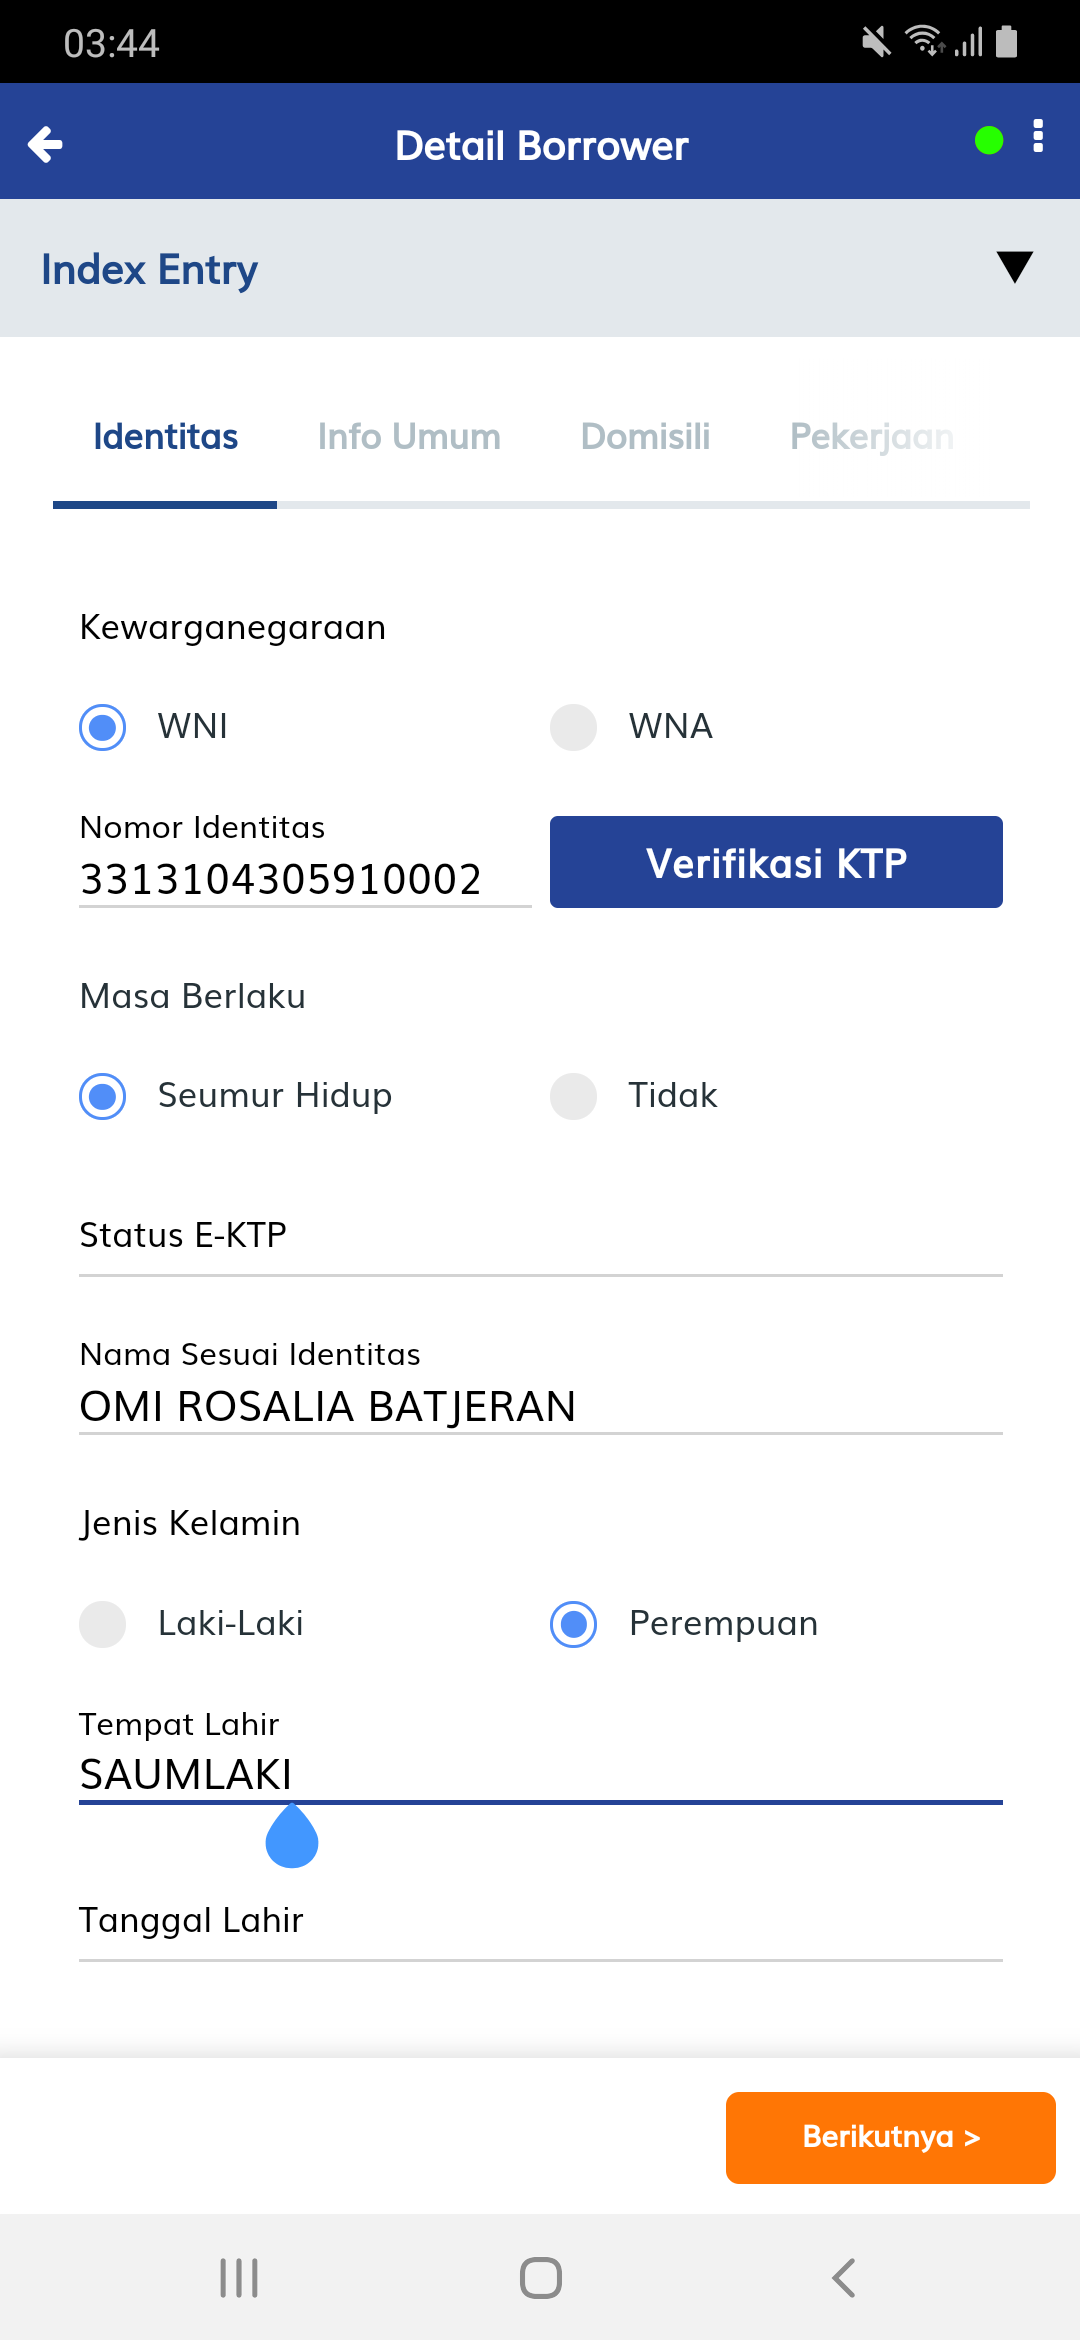 03:44
Detail Borrower
Index Entry
Identitas Info Umum Domisili Pekerjaan
Kewarganegaraan
WNI WNA
Nomor Identitas
3313104305910002
Verifikasi KTP
Masa Berlaku
Seumur Hidup Tidak
Status E-KTP
Nama Sesuai Identitas
OMI ROSALIA BATJERAN
Jenis Kelamin
Laki-Laki Perempuan
Tempat Lahir
SAUMLAKI
Tanggal Lahir
Berikutnya >